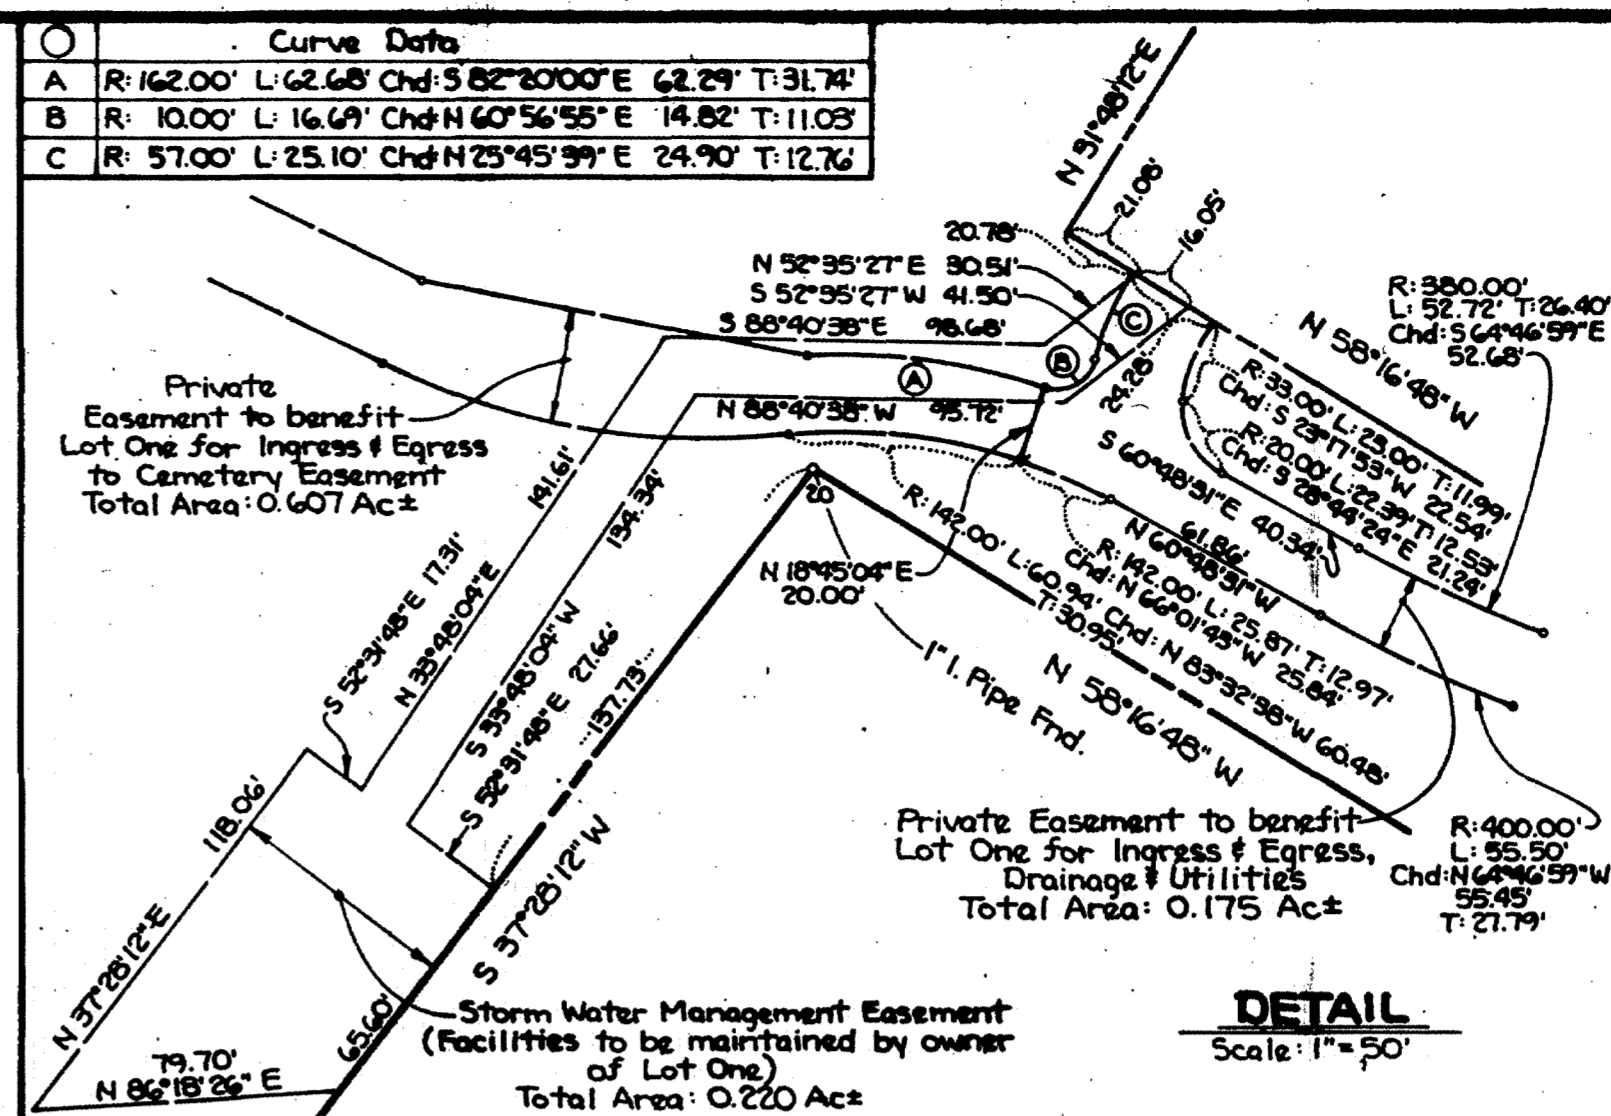 Curve Data
A R: 162.00' L: 62.68' Chd: S 82°20'00" E 62.29' T: 31.74'
B R: 10.00' L: 16.69' Chd: N 60°56'55" E 14.82' T: 11.03'
C R: 57.00' L: 25.10' Chd: N 25°45'39" E 24.90' T: 12.76'
N 31°48'12" E
21.08'
16.05'
20.78'
N 52°35'27" E 30.51'
S 52°35'27" W 41.50'
S 88°40'38" E 98.68'
C
B
A
24.28'
N 88°40'38" W 95.72'
R: 380.00'
L: 52.72' T: 26.40'
Chd: S 64°46'59" E
52.68'
N 58°16'48" W
R: 33.00' L: 23.00' T: 11.99'
Chd: S 23°17'53" W 22.54'
R: 20.00' L: 22.39' T: 12.53'
Chd: S 28°44'24" E 21.24'
Private
Easement to benefit
Lot One for Ingress & Egress
to Cemetery Easement
Total Area: 0.607 Ac±
141.61'
134.34'
20
S 60°48'31" E 40.34'
61.86'
N 60°48'31" W
R: 142.00' L: 25.87' T: 12.97'
Chd: N 66°01'43" W 25.84'
R: 142.00' L: 60.94' Chd: N 83°32'38" W 60.48'
T: 30.95'
N 18°45'04" E
20.00'
1" I. Pipe Fnd.
N 58°16'48" W
S 52°31'48" E 17.31'
N 33°48'04" E
S 33°48'04" W
S 52°31'48" E 27.66'
137.73'
118.06'
S 37°28'12" W
N 37°28'12" E
65.60'
79.70'
N 86°18'26" E
Private Easement to benefit
Lot One for Ingress & Egress,
Drainage & Utilities
Total Area: 0.175 Ac±
R: 400.00'
L: 55.50'
Chd: N 64°46'59" W
55.45'
T: 27.79'
Storm Water Management Easement
(Facilities to be maintained by owner
of Lot One)
Total Area: 0.220 Ac±
DETAIL
Scale: 1" = 50'